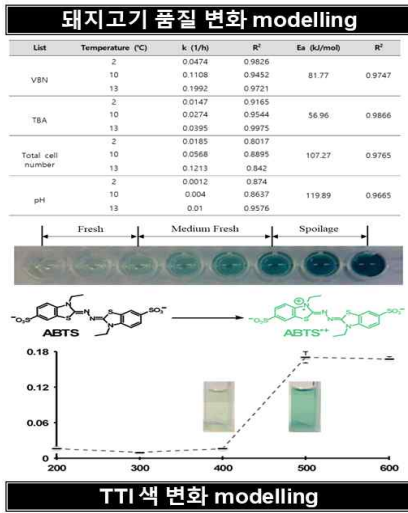 돼지고기 품질 변화 modelling
List Temperature (℃) k (1/h) R² Ea (kJ/mol) R²
2 0.0474 0.9826
VBN 10 0.1108 0.9452 81.77 0.9747
13 0.1992 0.9721
2 0.0147 0.9165
TBA 10 0.0274 0.9544 56.96 0.9866
13 0.0395 0.9975
2 0.0185 0.8017
Total cell number 10 0.0568 0.8895 107.27 0.9765
13 0.1213 0.842
2 0.0012 0.874
pH 10 0.004 0.8637 119.89 0.9665
13 0.01 0.9576
Fresh Medium Fresh Spoilage
⁻O₃S S N N N S N SO₃⁻ ⁻O₃S S N N N S N SO₃⁻
ABTS ABTS•+
0.18
0.12
0.06
0
200 300 400 500 600
TTI 색 변화 modelling